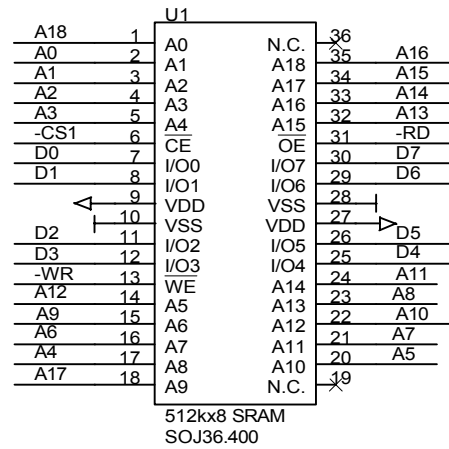 U1
A18 1 A0 N.C. 36
A0 2 A1 A18 35 A16
A1 3 A2 A17 34 A15
A2 4 A3 A16 33 A14
A3 5 A4 A15 32 A13
-CS1 6 CE OE 31 -RD
D0 7 I/O0 I/O7 30 D7
D1 8 I/O1 I/O6 29 D6
9 VDD VSS 28
10 VSS VDD 27
D2 11 I/O2 I/O5 26 D5
D3 12 I/O3 I/O4 25 D4
-WR 13 WE A14 24 A11
A12 14 A5 A13 23 A8
A9 15 A6 A12 22 A10
A6 16 A7 A11 21 A7
A4 17 A8 A10 20 A5
A17 18 A9 N.C. 19
512kx8 SRAM
SOJ36.400